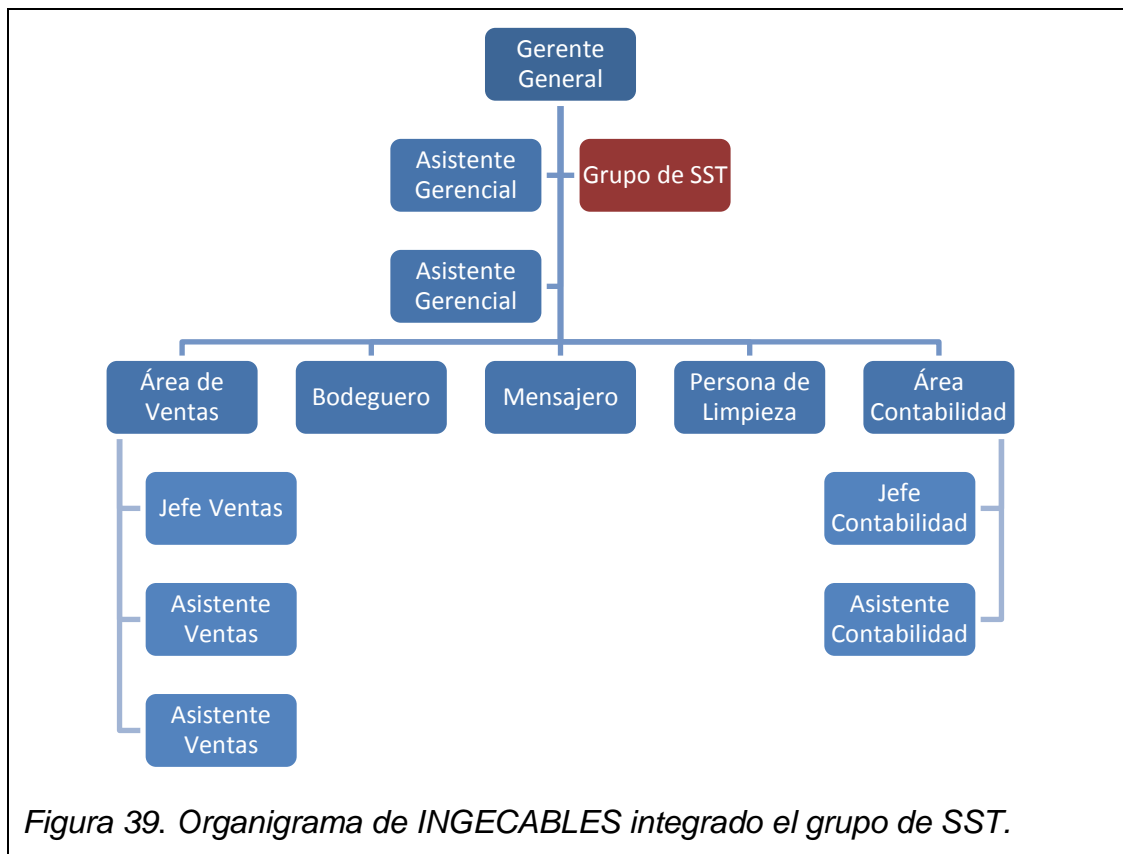 Gerente
General
Asistente
Gerencial
Grupo de SST
Asistente
Gerencial
Área de
Ventas
Bodeguero
Mensajero
Persona de
Limpieza
Área
Contabilidad
Jefe Ventas
Jefe
Contabilidad
Asistente
Ventas
Asistente
Contabilidad
Asistente
Ventas
Figura 39. Organigrama de INGECABLES integrado el grupo de SST.